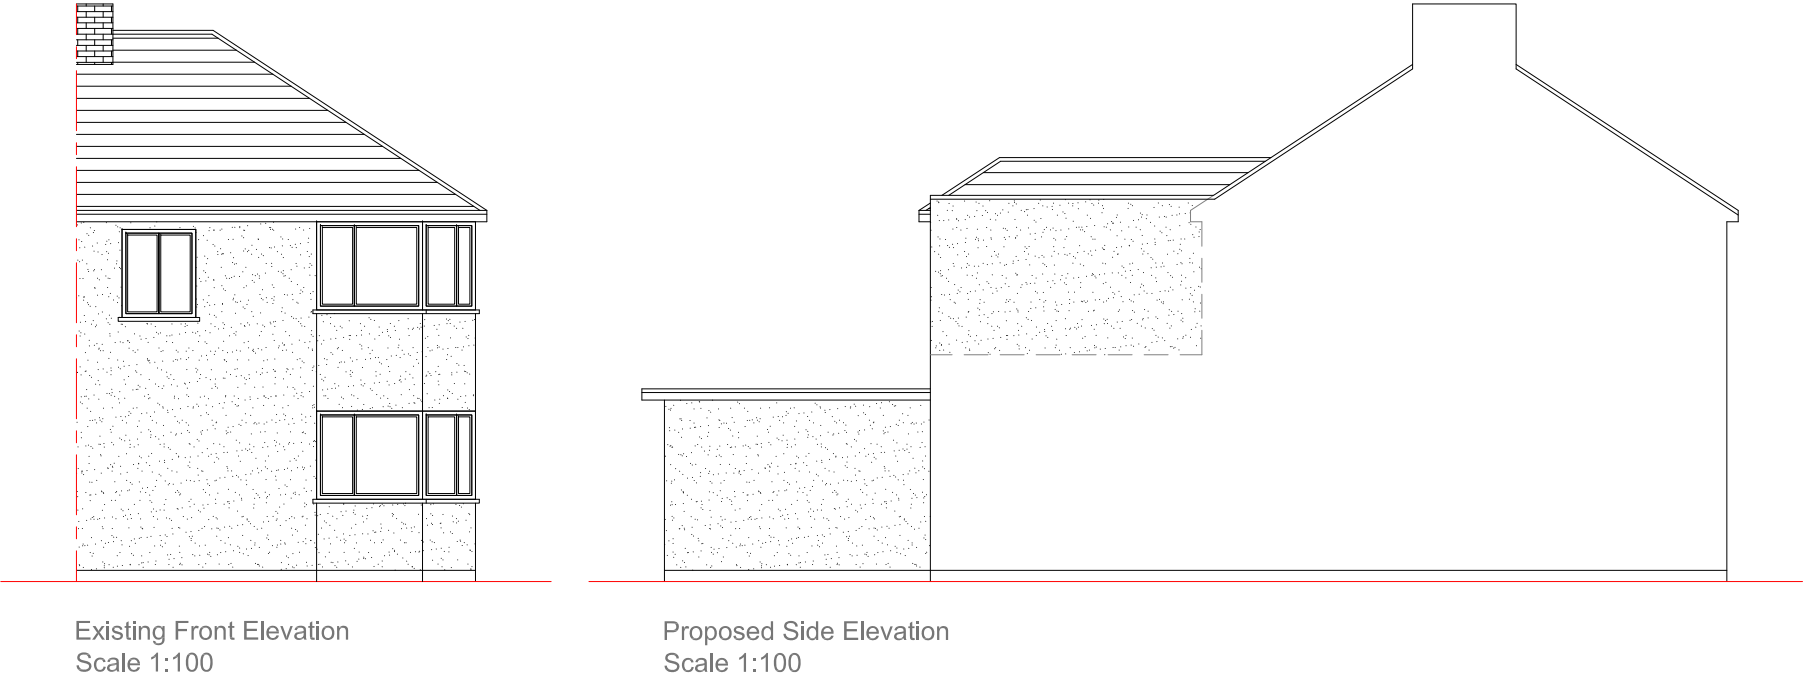 Existing Front Elevation
Scale 1:100
Proposed Side Elevation
Scale 1:100